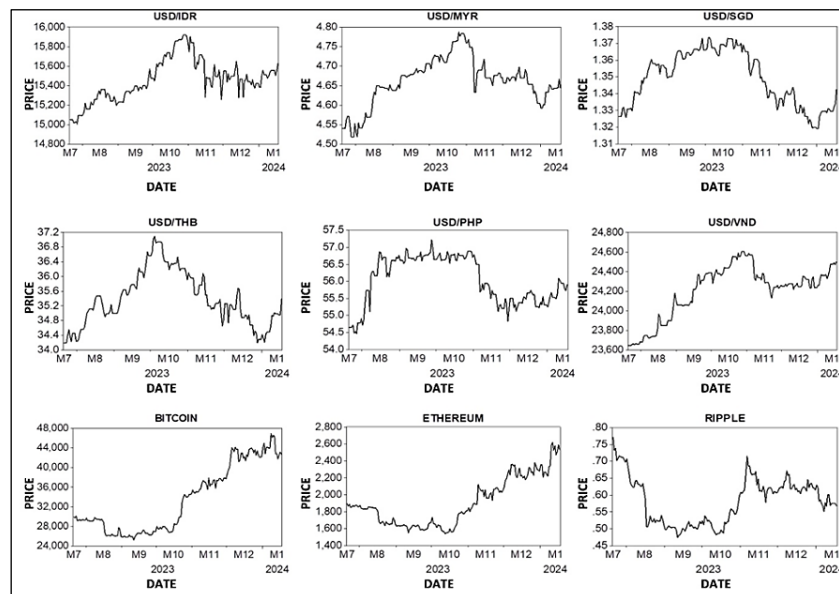 USD/IDR
PRICE
16,000
15,800
15,600
15,400
15,200
15,000
14,800
M7 M8 M9 M10 M11 M12 M1
2023 2024
DATE
USD/MYR
PRICE
4.80
4.75
4.70
4.65
4.60
4.55
4.50
M7 M8 M9 M10 M11 M12 M1
2023 2024
DATE
USD/SGD
PRICE
1.38
1.37
1.36
1.35
1.34
1.33
1.32
1.31
M7 M8 M9 M10 M11 M12 M1
2023 2024
DATE
USD/THB
PRICE
37.2
36.8
36.4
36.0
35.6
35.2
34.8
34.4
34.0
M7 M8 M9 M10 M11 M12 M1
2023 2024
DATE
USD/PHP
PRICE
57.5
57.0
56.5
56.0
55.5
55.0
54.5
54.0
M7 M8 M9 M10 M11 M12 M1
2023 2024
DATE
USD/VND
PRICE
24,800
24,400
24,000
23,600
M7 M8 M9 M10 M11 M12 M1
2023 2024
DATE
BITCOIN
PRICE
48,000
44,000
40,000
36,000
32,000
28,000
24,000
M7 M8 M9 M10 M11 M12 M1
2023 2024
DATE
ETHEREUM
PRICE
2,800
2,600
2,400
2,200
2,000
1,800
1,600
1,400
M7 M8 M9 M10 M11 M12 M1
2023 2024
DATE
RIPPLE
PRICE
.80
.75
.70
.65
.60
.55
.50
.45
M7 M8 M9 M10 M11 M12 M1
2023 2024
DATE